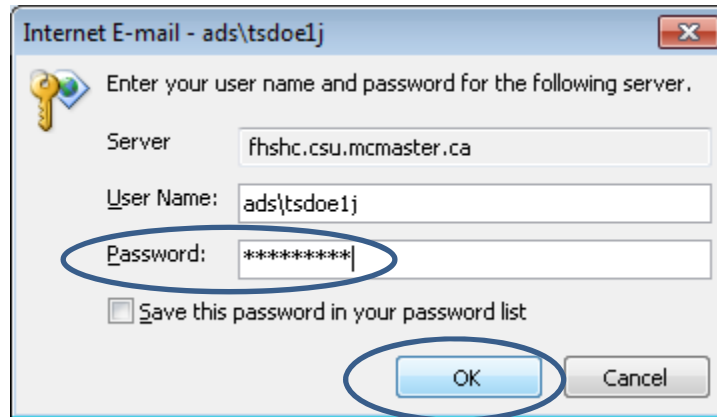 Internet E-mail - ads\tsdoe1j
Enter your user name and password for the following server.
Server fhshc.csu.mcmaster.ca
User Name: ads\tsdoe1j
Password: *********
Save this password in your password list
OK Cancel